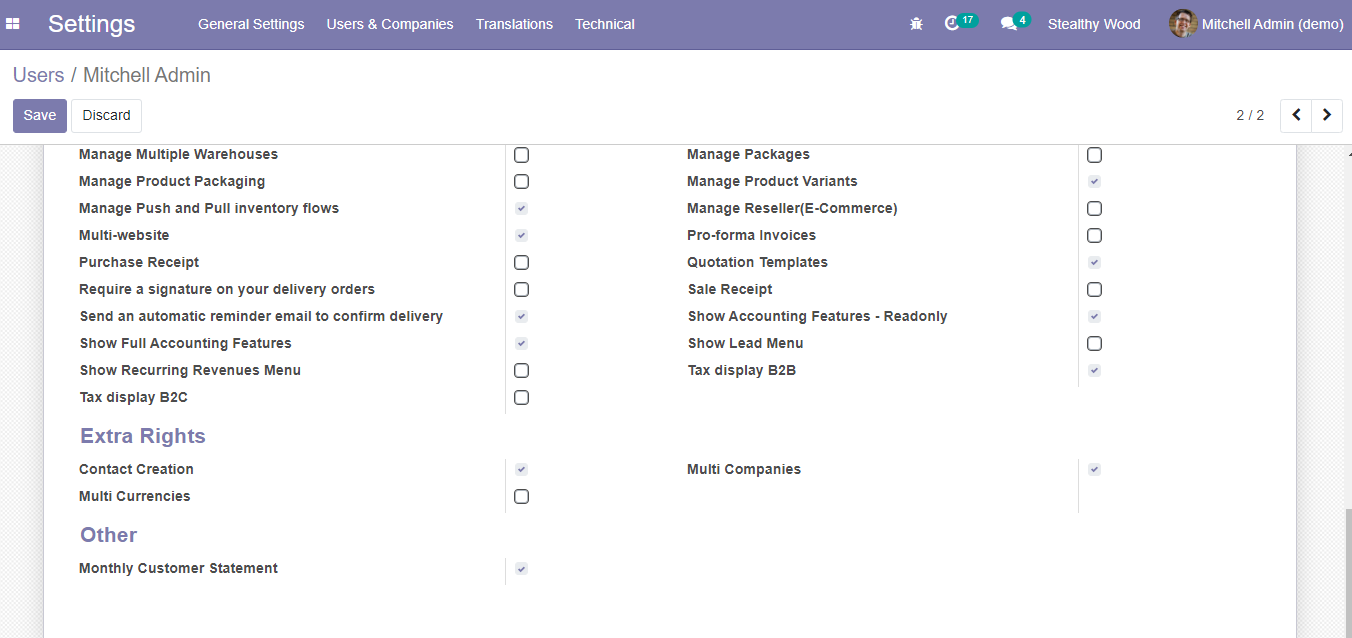 Settings General Settings Users & Companies Translations Technical 17 4 Stealthy Wood Mitchell Admin (demo)
Users / Mitchell Admin
Save Discard 2 / 2
Manage Multiple Warehouses Manage Packages
Manage Product Packaging Manage Product Variants
Manage Push and Pull inventory flows Manage Reseller(E-Commerce)
Multi-website Pro-forma Invoices
Purchase Receipt Quotation Templates
Require a signature on your delivery orders Sale Receipt
Send an automatic reminder email to confirm delivery Show Accounting Features - Readonly
Show Full Accounting Features Show Lead Menu
Show Recurring Revenues Menu Tax display B2B
Tax display B2C
Extra Rights
Contact Creation Multi Companies
Multi Currencies
Other
Monthly Customer Statement